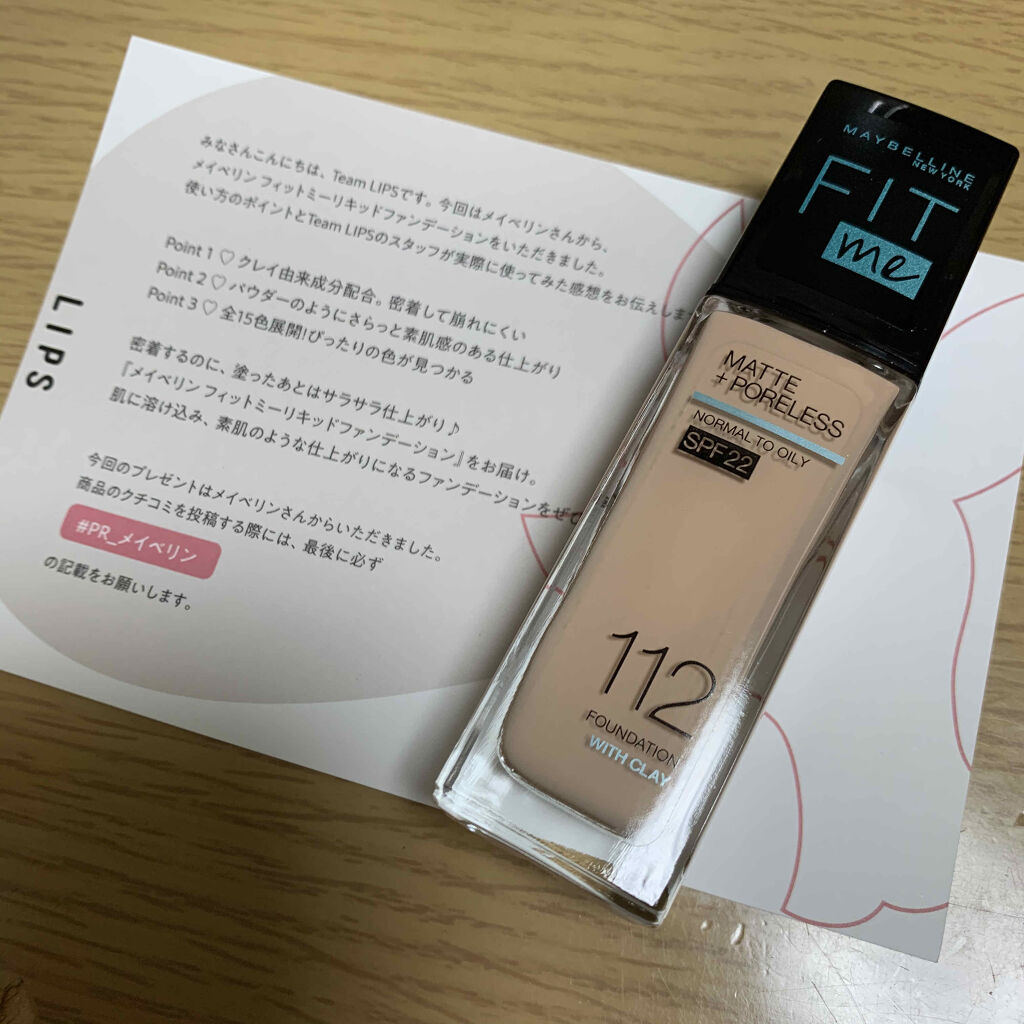 LIPS
みなさんこんにちは、Team LIPSです。今回はメイベリンさんから、
メイベリン フィットミーリキッドファンデーションをいただきました。
使い方のポイントとTeam LIPSのスタッフが実際に使ってみた感想をお伝えしま
Point 1 ♡ クレイ由来成分配合。密着して崩れにくい
Point 2 ♡ パウダーのようにさらっと素肌感のある仕上がり
Point 3 ♡ 全15色展開!ぴったりの色が見つかる
密着するのに、塗ったあとはサラサラ仕上がり♪
『メイベリン フィットミーリキッドファンデーション』をお届け。
肌に溶け込み、素肌のような仕上がりになるファンデーションをぜひ
今回のプレゼントはメイベリンさんからいただきました。
商品のクチコミを投稿する際には、最後に必ず
#PR_メイベリン
の記載をお願いします。
MAYBELLINE
NEW YORK
FIT
me
MATTE
+ PORELESS
NORMAL TO OILY
SPF 22
112
FOUNDATION
WITH CLAY